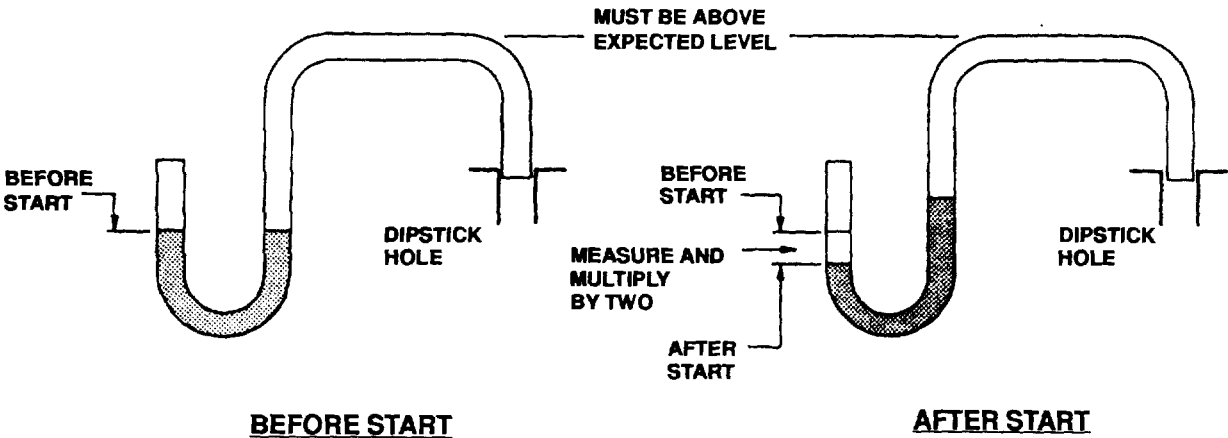 MUST BE ABOVE
EXPECTED LEVEL
BEFORE
START
DIPSTICK
HOLE
BEFORE START
BEFORE
START
MEASURE AND
MULTIPLY
BY TWO
AFTER
START
DIPSTICK
HOLE
AFTER START